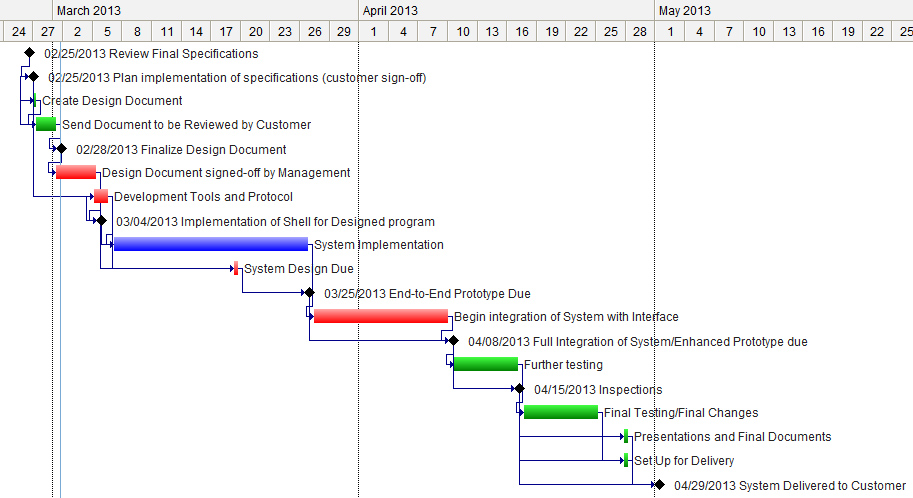 March 2013 April 2013 May 2013
24 27 2 5 8 11 14 17 20 23 26 29 1 4 7 10 13 16 19 22 25 28 1 4 7 10 13 16 19 22 25
02/25/2013 Review Final Specifications
02/25/2013 Plan implementation of specifications (customer sign-off)
Create Design Document
Send Document to be Reviewed by Customer
02/28/2013 Finalize Design Document
Design Document signed-off by Management
Development Tools and Protocol
03/04/2013 Implementation of Shell for Designed program
System Implementation
System Design Due
03/25/2013 End-to-End Prototype Due
Begin integration of System with Interface
04/08/2013 Full Integration of System/Enhanced Prototype due
Further testing
04/15/2013 Inspections
Final Testing/Final Changes
Presentations and Final Documents
Set Up for Delivery
04/29/2013 System Delivered to Customer